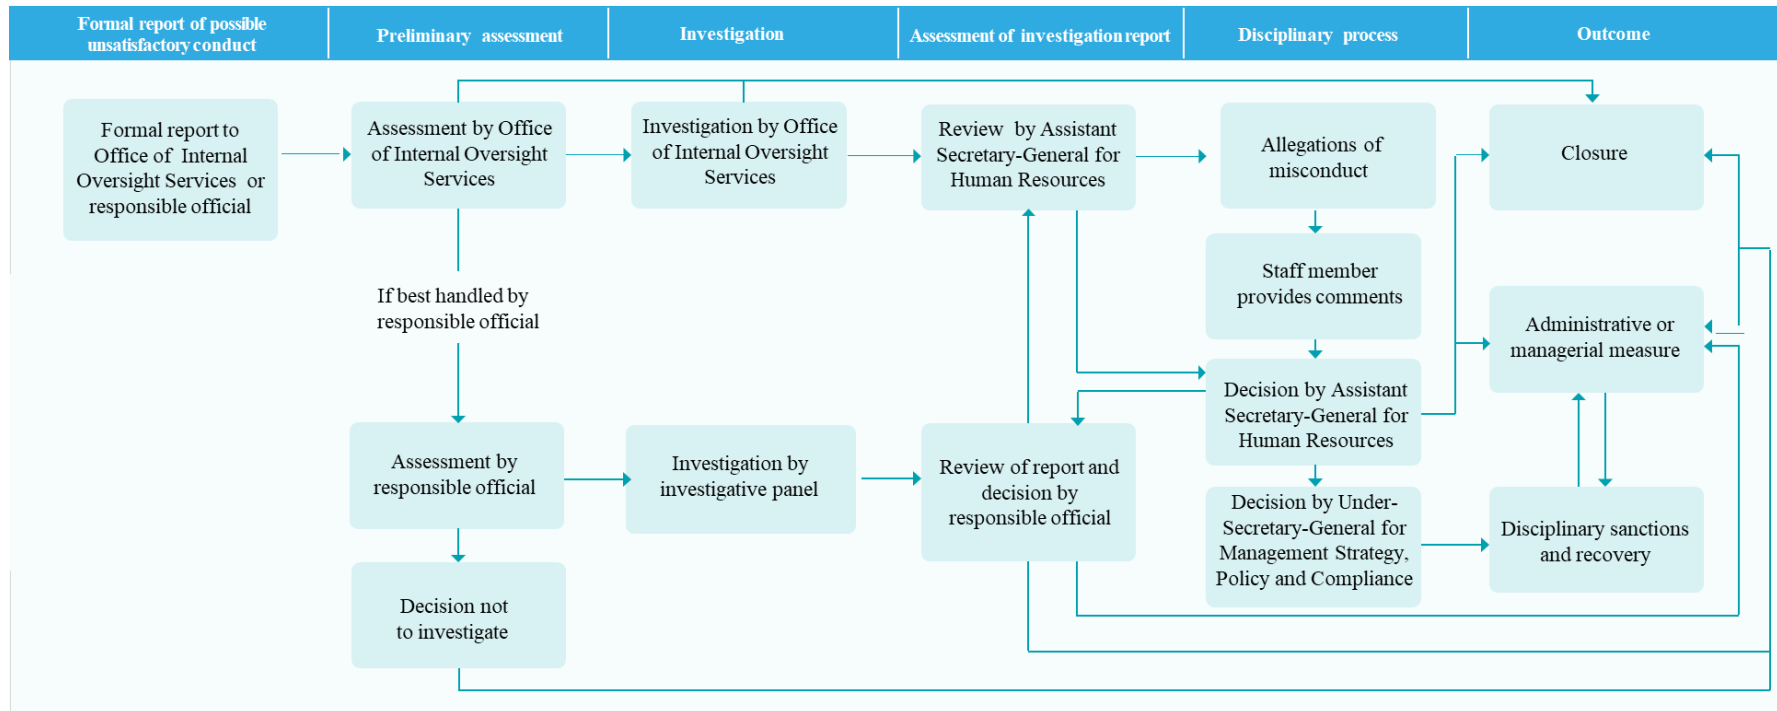 Formal report of possible
unsatisfactory conduct
Preliminary assessment
Investigation
Assessment of investigation report
Disciplinary process
Outcome
Formal report to
Office of Internal
Oversight Services or
responsible official
Assessment by Office
of Internal Oversight
Services
Investigation by Office
of Internal Oversight
Services
Review by Assistant
Secretary-General for
Human Resources
Allegations of
misconduct
Closure
If best handled by
responsible official
Staff member
provides comments
Administrative or
managerial measure
Assessment by
responsible official
Investigation by
investigative panel
Review of report and
decision by
responsible official
Decision by Assistant
Secretary-General for
Human Resources
Decision by Under-
Secretary-General for
Management Strategy,
Policy and Compliance
Disciplinary sanctions
and recovery
Decision not
to investigate